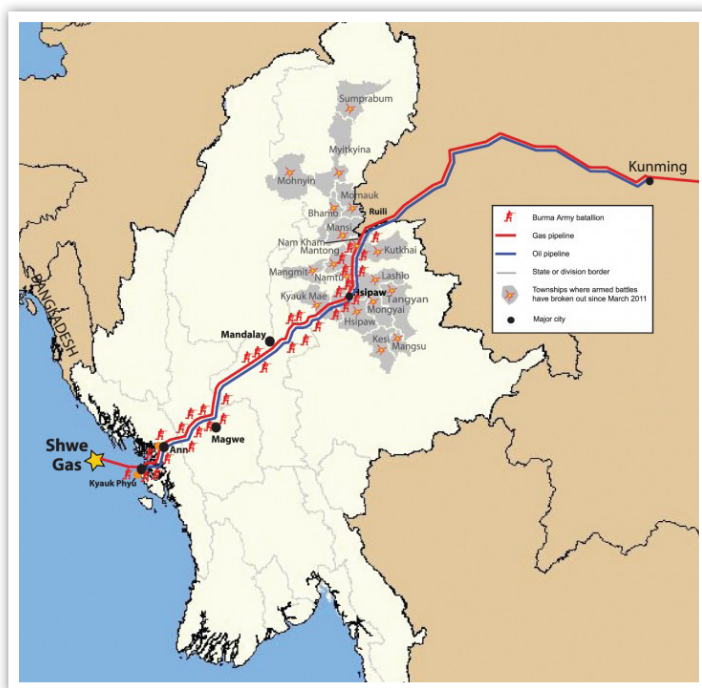 Sumprabum
Myitkyina
Mohnyin
Momauk
Bhamo
Ruili
Mansi
Nam Kham
Kutkhai
Mantong
Mangmit
Namtu
Lashio
Kyauk Mae
Hsipaw
Tangyan
Mongyai
Hsipaw
Mandalay
Kesi
Mangsu
Magwe
Ann
Shwe
Gas
Kyauk Phyu
Kunming
BANGKADESH
Burma Army batallion
Gas pipeline
Oil pipeline
State or division border
Townships where armed battles
have broken out since March 2011
Major city